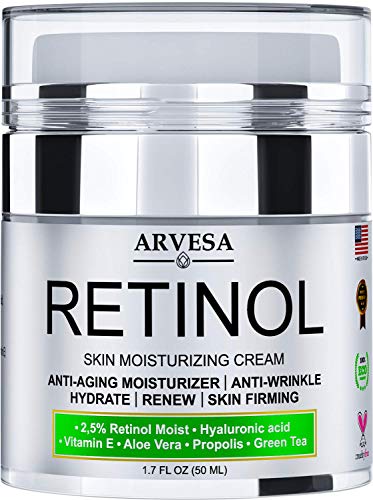 ARVESA
RETINOL
SKIN MOISTURIZING CREAM
ANTI-AGING MOISTURIZER | ANTI-WRINKLE
HYDRATE | RENEW | SKIN FIRMING
• 2,5% Retinol Moist • Hyaluronic acid
• Vitamin E • Aloe Vera • Propolis • Green Tea
1.7 FL OZ (50 ML)
ECO